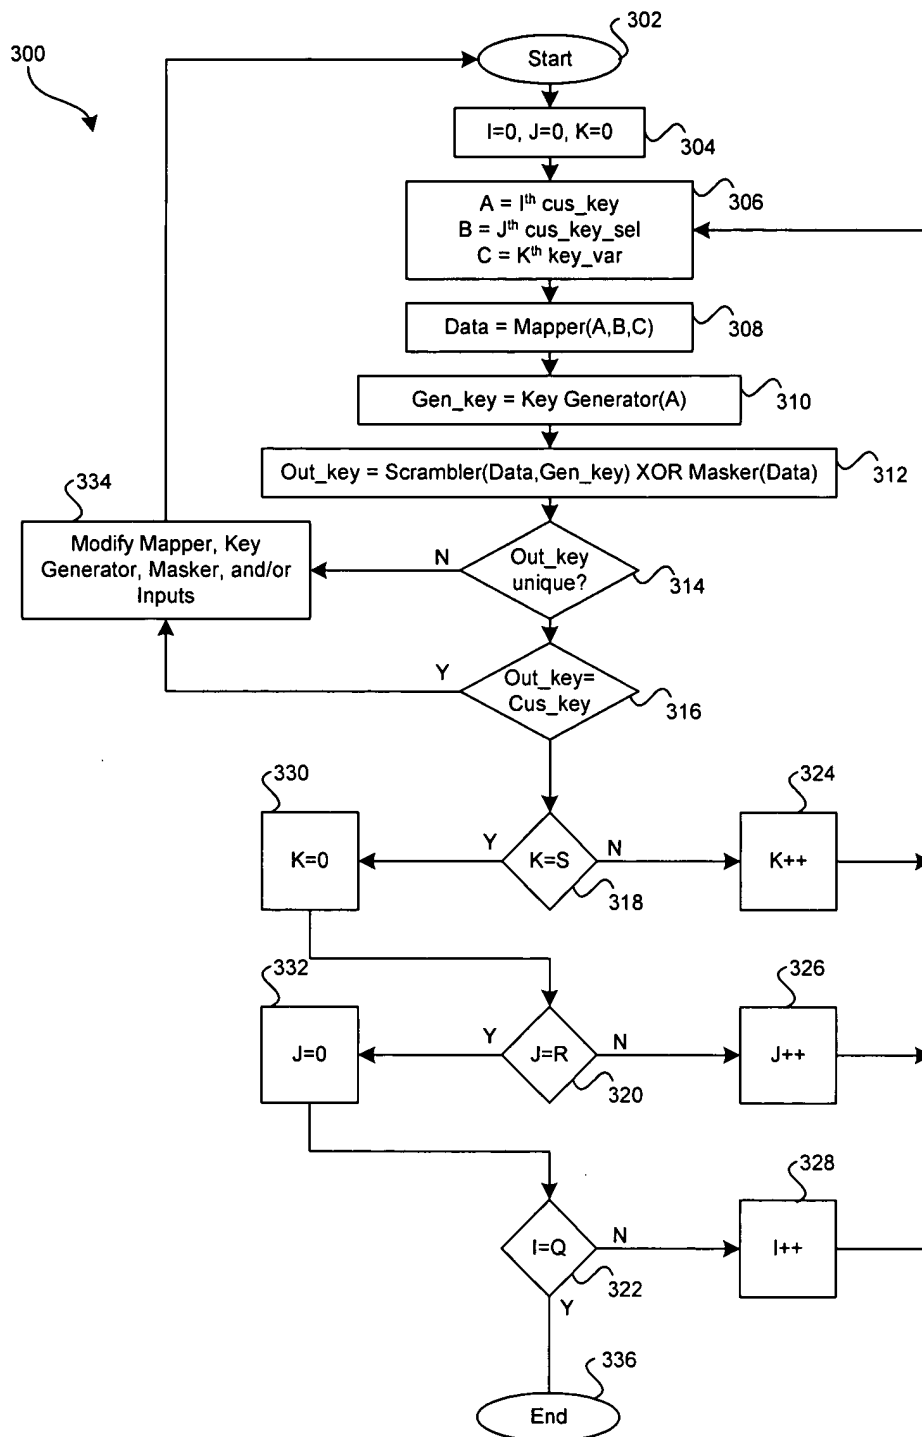 300
302
Start
I=0, J=0, K=0
304
306
A = Ith cus_key
B = Jth cus_key_sel
C = Kth key_var
Data = Mapper(A,B,C)
308
Gen_key = Key Generator(A)
310
Out_key = Scrambler(Data,Gen_key) XOR Masker(Data)
312
334
Modify Mapper, Key
Generator, Masker, and/or
Inputs
N
Out_key
unique?
314
Y
Out_key=
Cus_key
316
330
K=0
Y
K=S
N
318
324
K++
332
J=0
Y
J=R
N
320
326
J++
I=Q
N
322
Y
328
I++
336
End